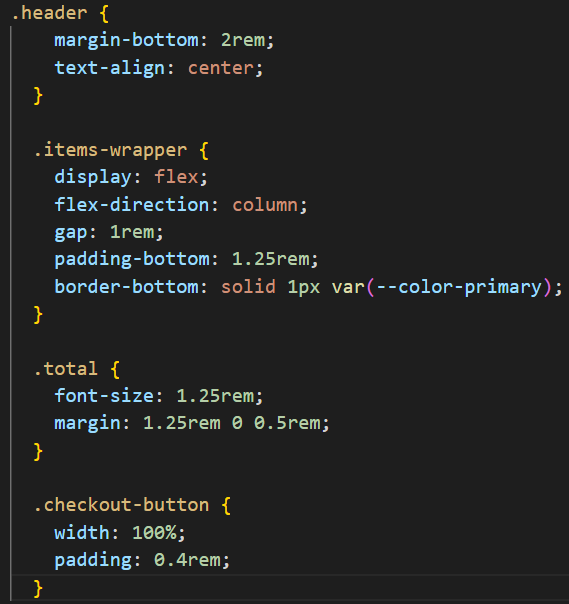 .header {
    margin-bottom: 2rem;
    text-align: center;
  }

  .items-wrapper {
    display: flex;
    flex-direction: column;
    gap: 1rem;
    padding-bottom: 1.25rem;
    border-bottom: solid 1px var(--color-primary);
  }

  .total {
    font-size: 1.25rem;
    margin: 1.25rem 0 0.5rem;
  }

  .checkout-button {
    width: 100%;
    padding: 0.4rem;
  }